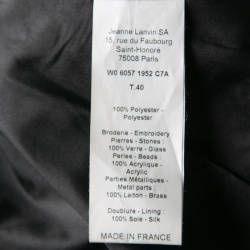 Jeanne Lanvin SA
15, rue du Faubourg
Saint-Honoré
75008 Paris
W0 6057 1952 C7A
T.40
100% Polyester -
Polyester
Broderie - Embroidery
Pierres - Stones :
100% Verre - Glass
Perles - Beads :
100% Acrylique -
Acrylic
Parties Métalliques -
Metal parts :
100% Laiton - Brass
Doublure - Lining :
100% Soie - Silk
MADE IN FRANCE